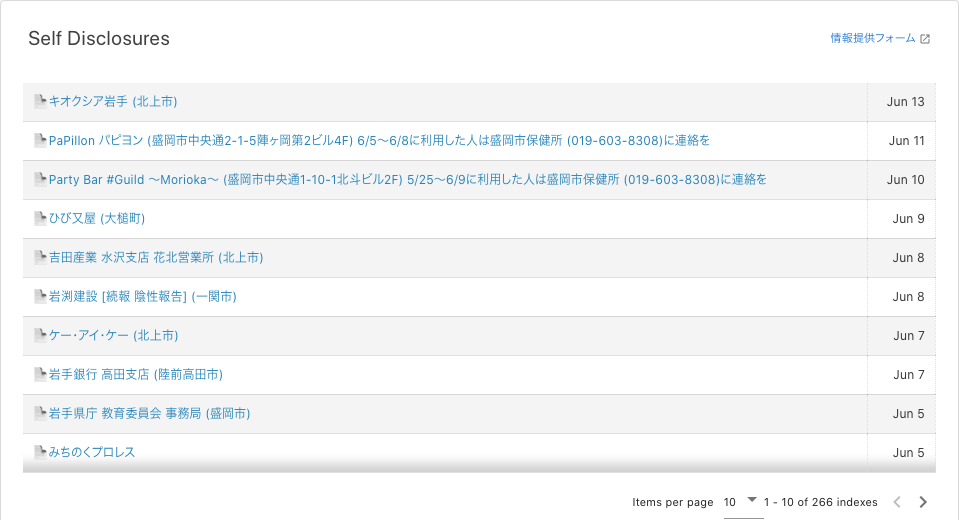 Self Disclosures
情報提供フォーム
キオクシア岩手 (北上市) Jun 13
PaPillon パピヨン (盛岡市中央通2-1-5陣ヶ岡第2ビル4F) 6/5〜6/8に利用した人は盛岡市保健所 (019-603-8308)に連絡を Jun 11
Party Bar #Guild 〜Morioka〜 (盛岡市中央通1-10-1北斗ビル2F) 5/25〜6/9に利用した人は盛岡市保健所 (019-603-8308)に連絡を Jun 10
ひび又屋 (大槌町) Jun 9
吉田産業 水沢支店 花北営業所 (北上市) Jun 8
岩渕建設 [続報 陰性報告] (一関市) Jun 8
ケー・アイ・ケー (北上市) Jun 7
岩手銀行 高田支店 (陸前高田市) Jun 7
岩手県庁 教育委員会 事務局 (盛岡市) Jun 5
みちのくプロレス Jun 5
Items per page 10 1 - 10 of 266 indexes